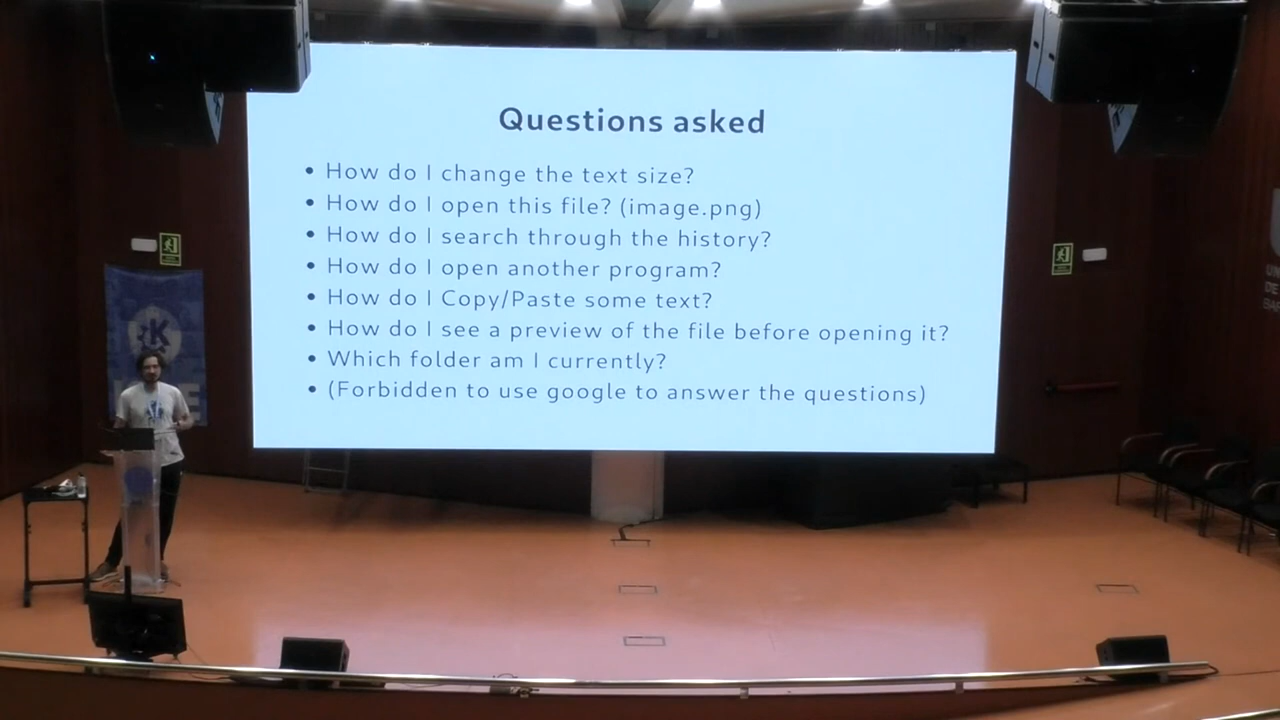 Questions asked
• How do I change the text size?
• How do I open this file? (image.png)
• How do I search through the history?
• How do I open another program?
• How do I Copy/Paste some text?
• How do I see a preview of the file before opening it?
• Which folder am I currently?
• (Forbidden to use google to answer the questions)
K